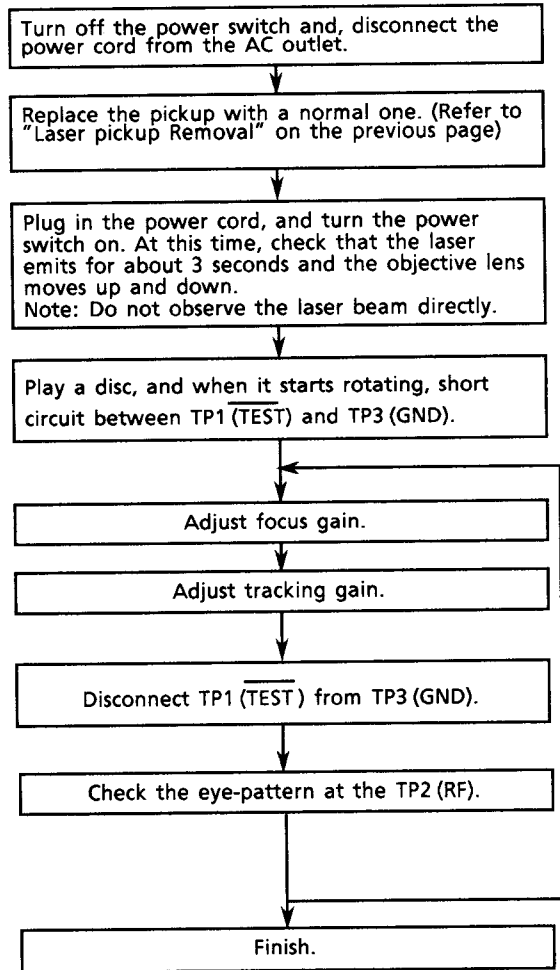 Turn off the power switch and, disconnect the
power cord from the AC outlet.
Replace the pickup with a normal one. (Refer to
"Laser pickup Removal" on the previous page)
Plug in the power cord, and turn the power
switch on. At this time, check that the laser
emits for about 3 seconds and the objective lens
moves up and down.
Note: Do not observe the laser beam directly.
Play a disc, and when it starts rotating, short
circuit between TP1 (TEST) and TP3 (GND).
Adjust focus gain.
Adjust tracking gain.
Disconnect TP1 (TEST) from TP3 (GND).
Check the eye-pattern at the TP2 (RF).
Finish.